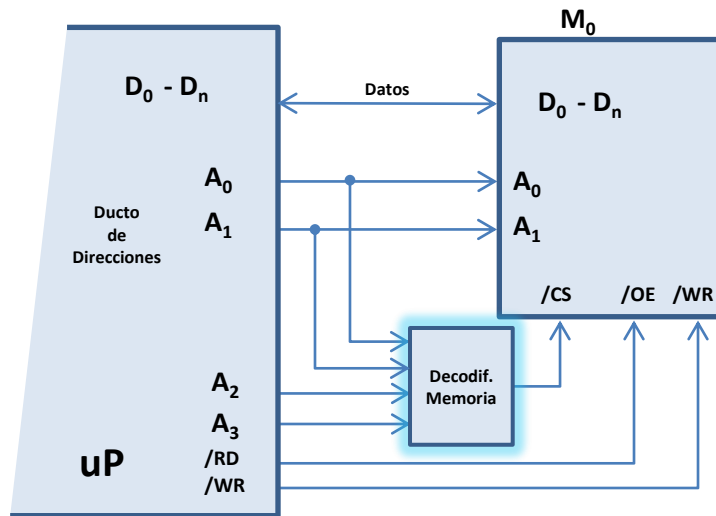 M₀
D₀ - Dₙ
Datos
D₀ - Dₙ
A₀
A₀
Ducto
de
Direcciones
A₁
A₁
/CS
/OE
/WR
Decodif.
Memoria
A₂
A₃
uP
/RD
/WR